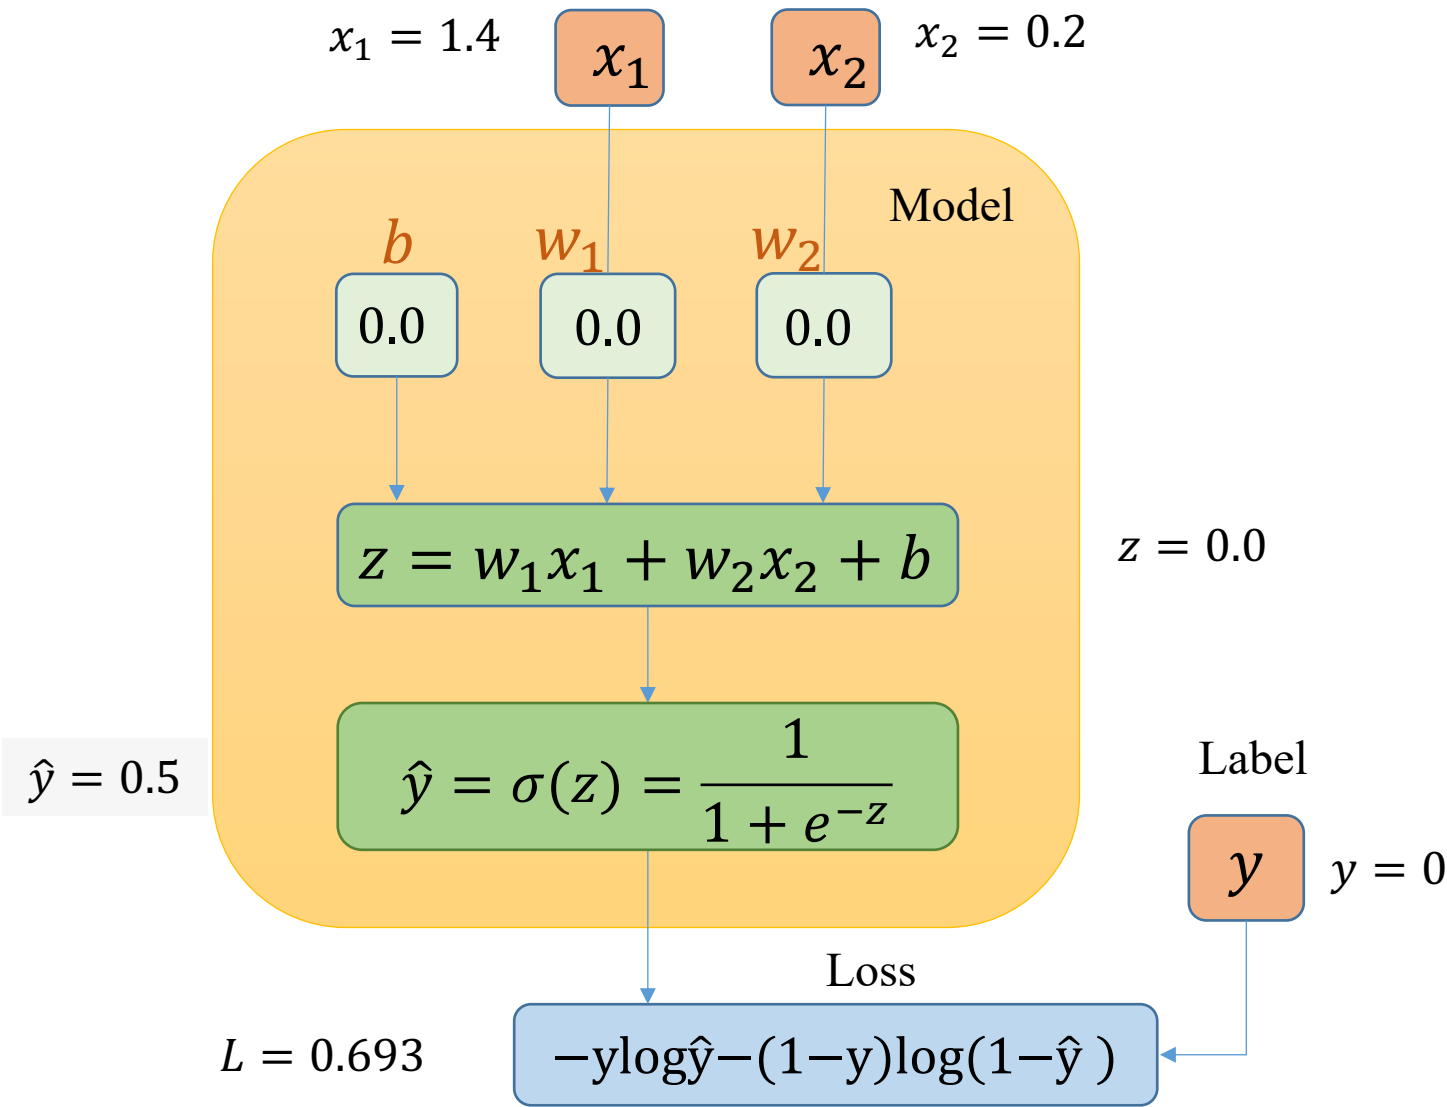 x₁ = 1.4
x₁
x₂
x₂ = 0.2
Model
b
w₁
w₂
0.0
0.0
0.0
z = w₁x₁ + w₂x₂ + b
z = 0.0
ŷ = σ(z) = 1 / (1 + e⁻ᶻ)
ŷ = 0.5
Label
y
y = 0
Loss
L = 0.693
−ylogŷ−(1−y)log(1−ŷ )